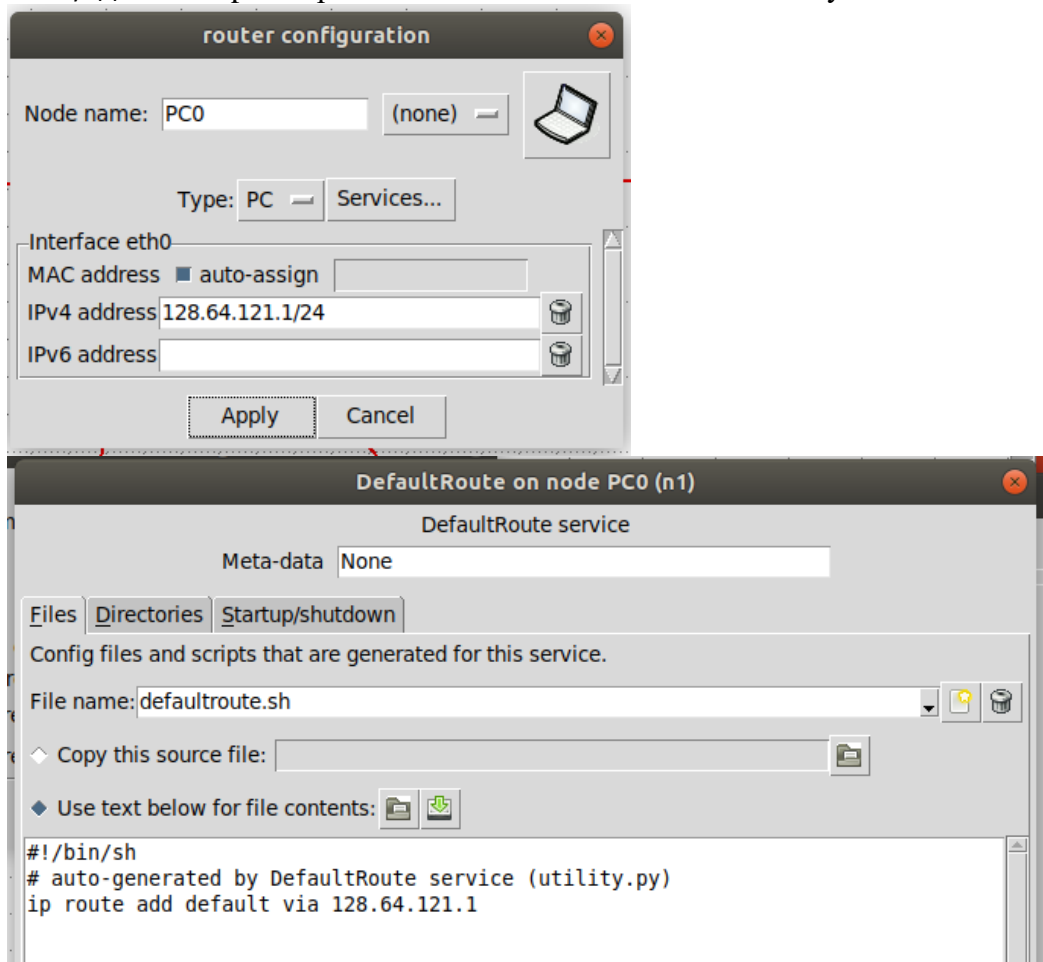 router configuration
Node name: PC0 (none)
Type: PC Services...
Interface eth0
MAC address auto-assign
IPv4 address 128.64.121.1/24
IPv6 address
Apply Cancel
DefaultRoute on node PC0 (n1)
DefaultRoute service
Meta-data None
Files Directories Startup/shutdown
Config files and scripts that are generated for this service.
File name: defaultroute.sh
Copy this source file:
Use text below for file contents:
#!/bin/sh
# auto-generated by DefaultRoute service (utility.py)
ip route add default via 128.64.121.1